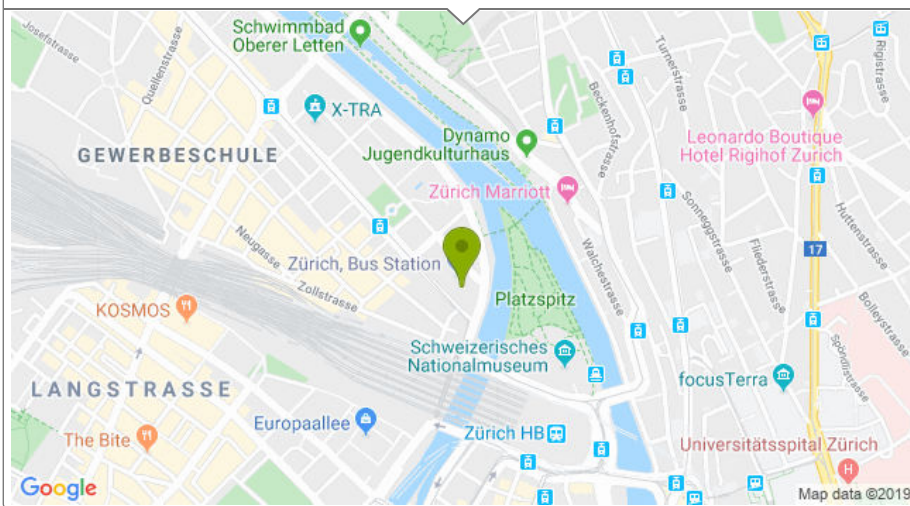 Schwimmbad
Oberer Letten
Josefstrasse
Quellenstrasse
X-TRA
GEWERBESCHULE
Dynamo
Jugendkulturhaus
Turnerstrasse
Rigistrasse
Beckenhofstrasse
Leonardo Boutique
Hotel Rigihof Zurich
Zürich Marriott
Sonneggstrasse
Huttenstrasse
Neugasse
Zürich, Bus Station
Walchestrasse
Fliederstrasse
17
Zollstrasse
Platzspitz
Bolleystrasse
KOSMOS
Schweizerisches
Nationalmuseum
Spöndlistrasse
LANGSTRASSE
focusTerra
Europaallee
The Bite
Zürich HB
Universitätsspital Zürich
H
Google
Map data ©2019